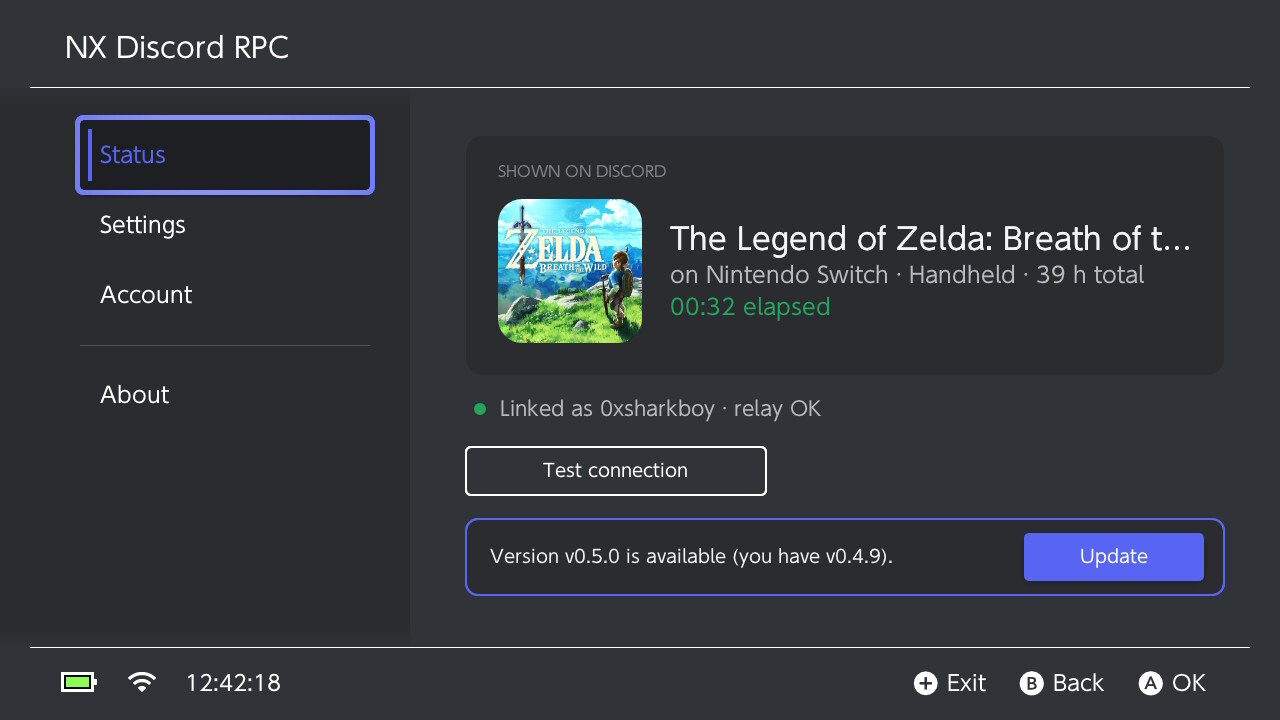 NX Discord RPC
Status
Settings
Account
About
SHOWN ON DISCORD
THE LEGEND OF
ZELDA
BREATH OF THE WILD
The Legend of Zelda: Breath of t...
on Nintendo Switch · Handheld · 39 h total
00:32 elapsed
Linked as 0xsharkboy · relay OK
Test connection
Version v0.5.0 is available (you have v0.4.9).
Update
12:42:18
+ Exit
B Back
A OK